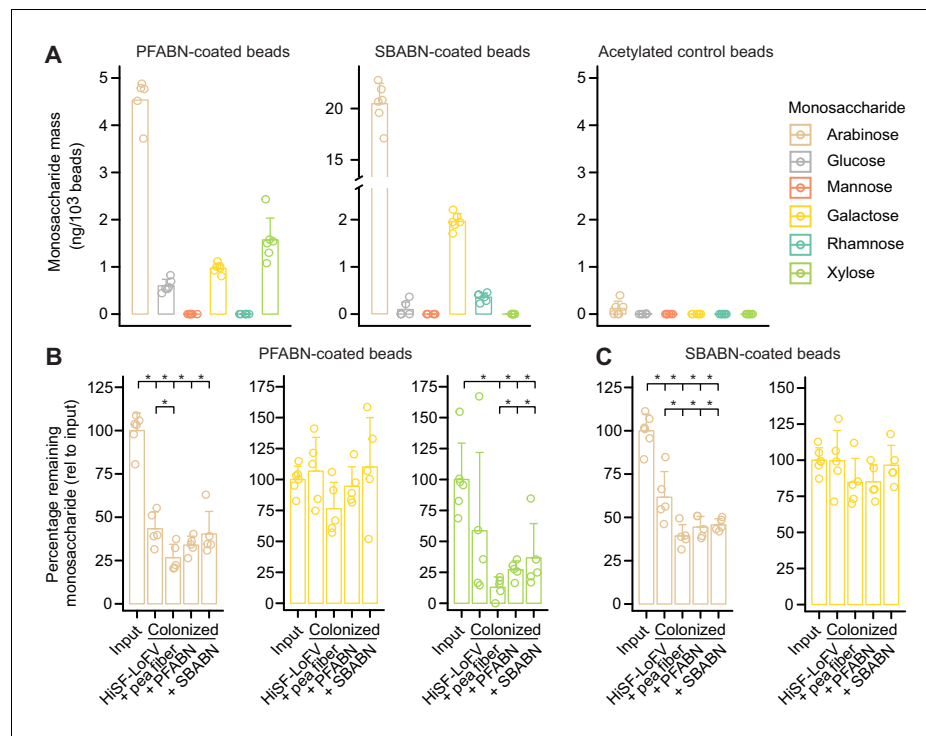 A
PFABN-coated beads
SBABN-coated beads
Acetylated control beads
Monosaccharide mass
(ng/10³ beads)
5
4
3
2
1
0
20
15
2
1
0
5
4
3
2
1
0
Monosaccharide
Arabinose
Glucose
Mannose
Galactose
Rhamnose
Xylose
B
PFABN-coated beads
C
SBABN-coated beads
Percentage remaining
monosaccharide (rel to input)
125
100
75
50
25
0
* * * *
*
Input
Colonized
HiSF-LoFV
+ pea fiber
+ PFABN
+ SBABN
175
150
125
100
75
50
25
0
Input
Colonized
HiSF-LoFV
+ pea fiber
+ PFABN
+ SBABN
175
150
125
100
75
50
25
0
* * * *
* *
Input
Colonized
HiSF-LoFV
+ pea fiber
+ PFABN
+ SBABN
125
100
75
50
25
0
* * * *
* * *
Input
Colonized
HiSF-LoFV
+ pea fiber
+ PFABN
+ SBABN
150
125
100
75
50
25
0
Input
Colonized
HiSF-LoFV
+ pea fiber
+ PFABN
+ SBABN